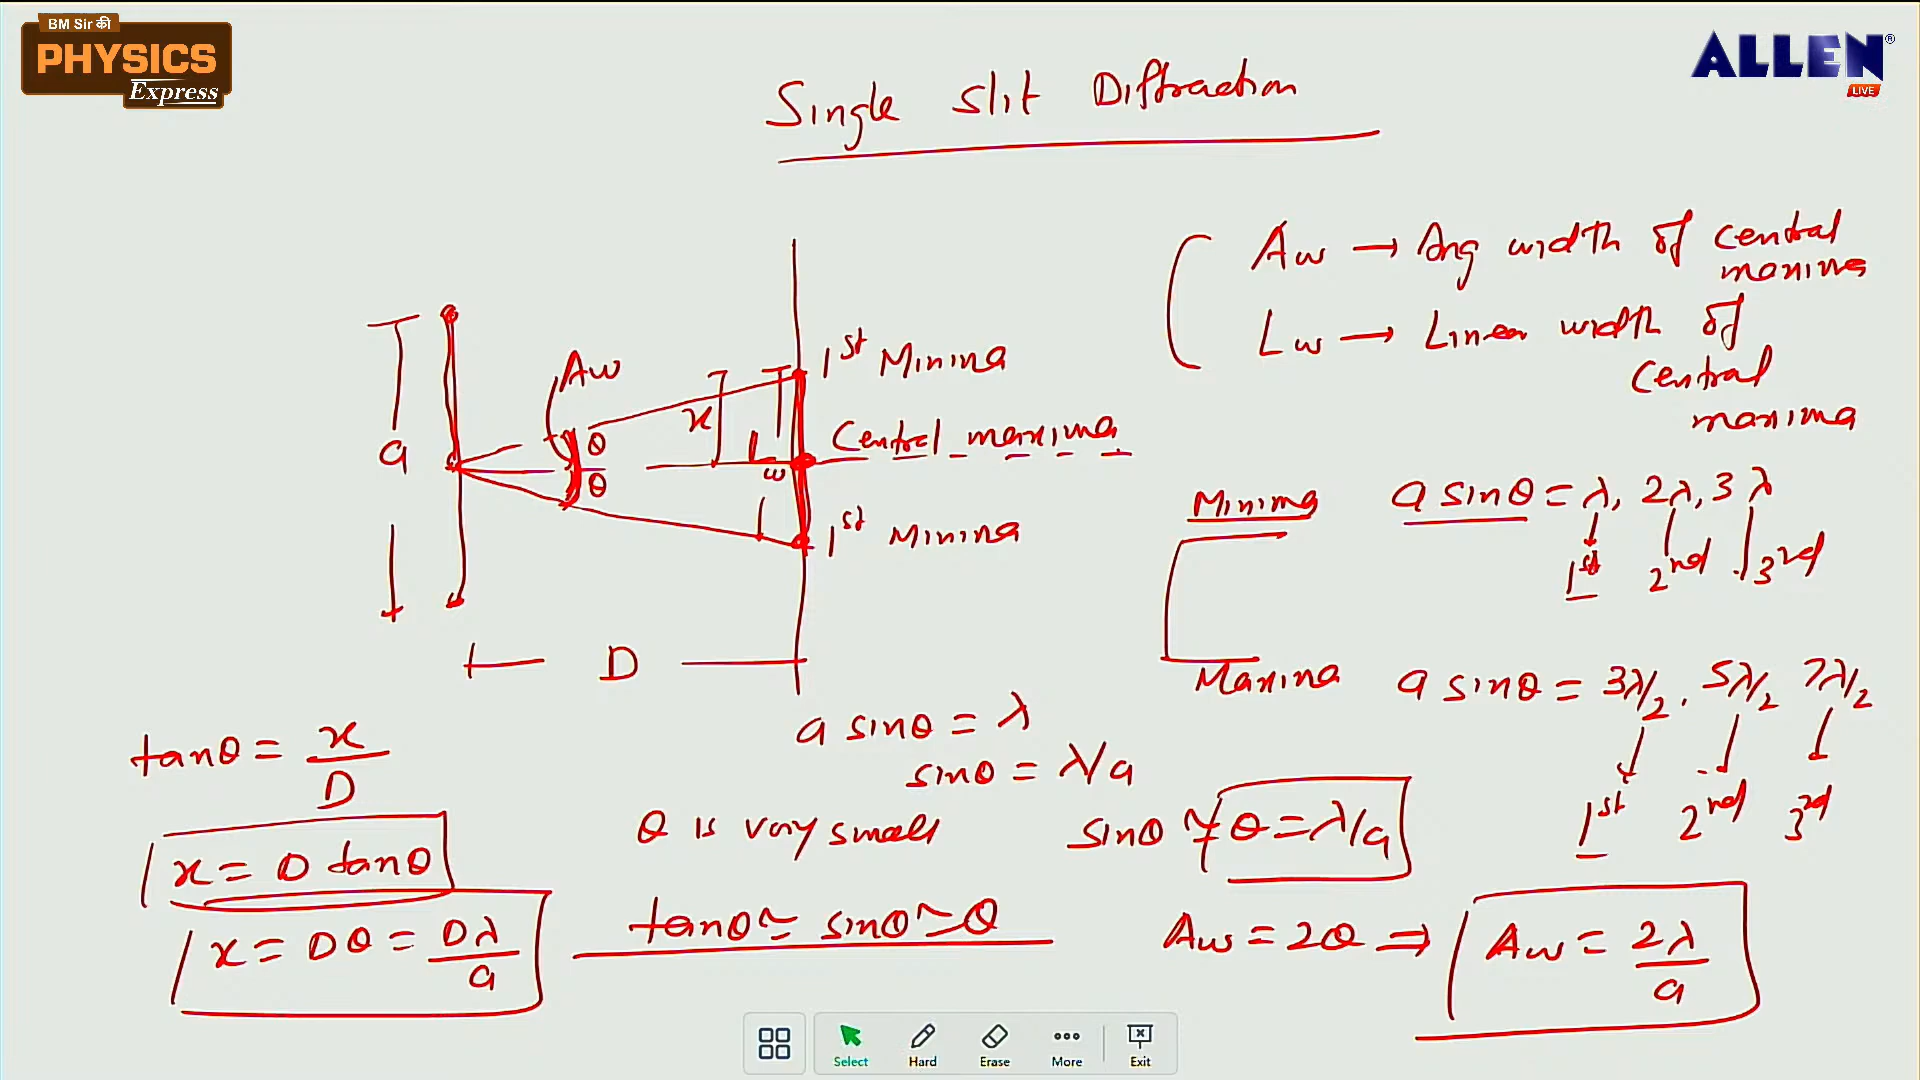 BM Sir की
PHYSICS
Express
ALLEN®
LIVE
Single Slit Diffraction
Aw → Ang width of central
maxima
Lw → Linear width of
central
maxima
Aw
1st Minima
x
θ
Central maxima
a
Lw
θ
1st Minima
D
Minima a sinθ = λ, 2λ, 3λ
1st 2nd 3rd
Maxima a sinθ = 3λ/2, 5λ/2 7λ/2
1st 2nd 3rd
a sinθ = λ
sinθ = λ/a
tanθ = x/D
θ is very small sinθ ≃ θ = λ/a
x = D tanθ
tanθ ≃ sinθ ≃ θ
x = Dθ = Dλ/a
Aw = 2θ ⇒ Aw = 2λ/a
Select Hard Erase More Exit